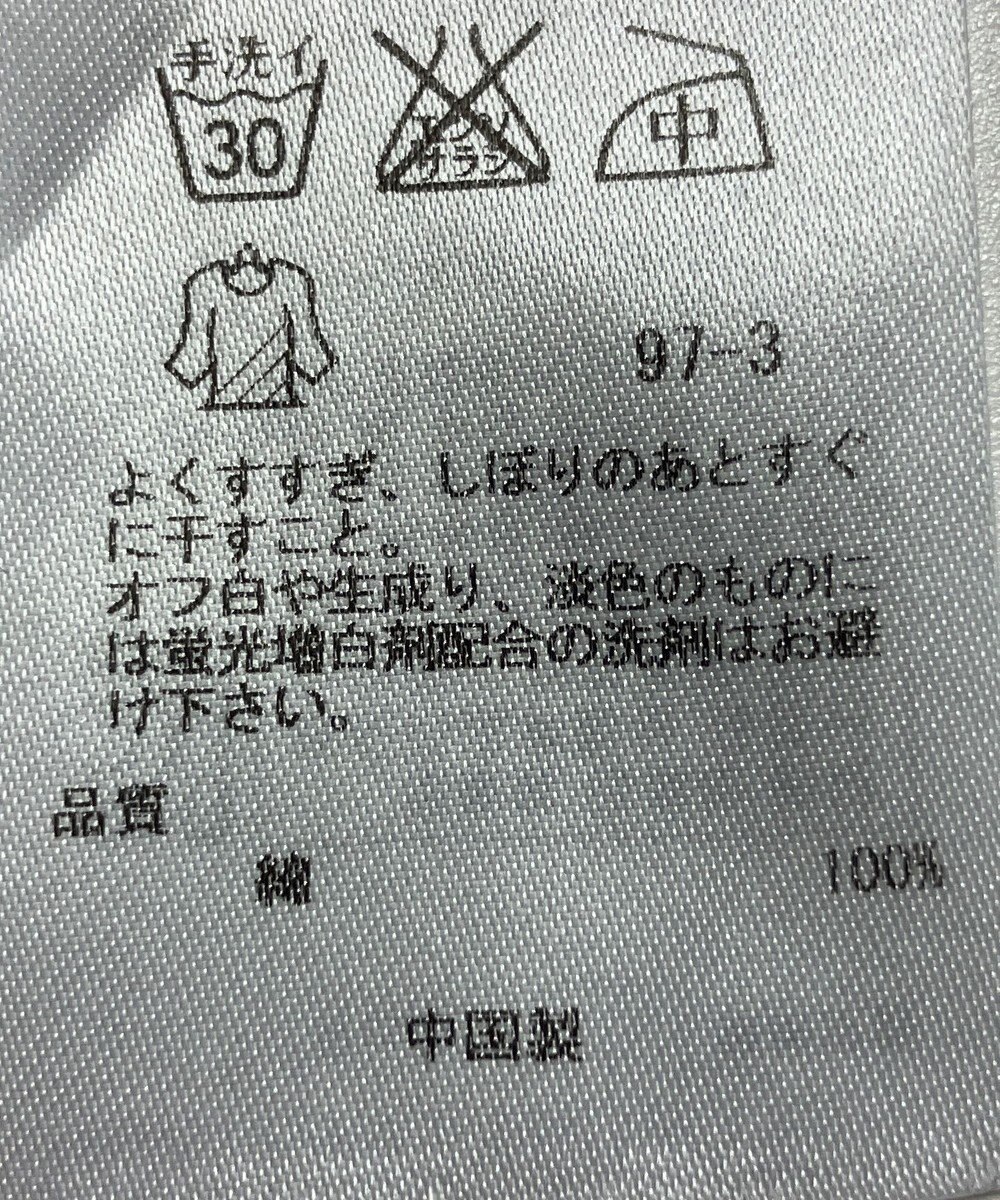 手洗イ
30
エンソ
サラシ
中
97-3
よくすすぎ、しぼりのあとすぐ
に干すこと。
オフ白や生成り、淡色のものに
は蛍光増白剤配合の洗剤はお避
け下さい。
品質
綿 100%
中国製